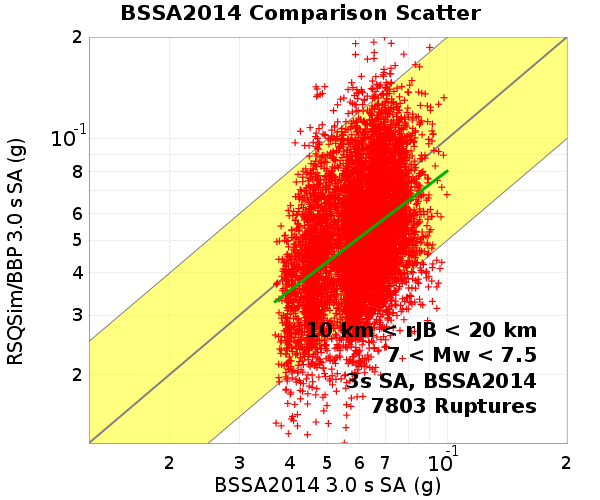 BSSA2014 Comparison Scatter
RSQSim/BBP 3.0 s SA (g)
2
10-1
8
6
5
4
3
2
10 km < rJB < 20 km
7 < Mw < 7.5
3s SA, BSSA2014
7803 Ruptures
2 3 4 5 6 7 10-1 2
BSSA2014 3.0 s SA (g)